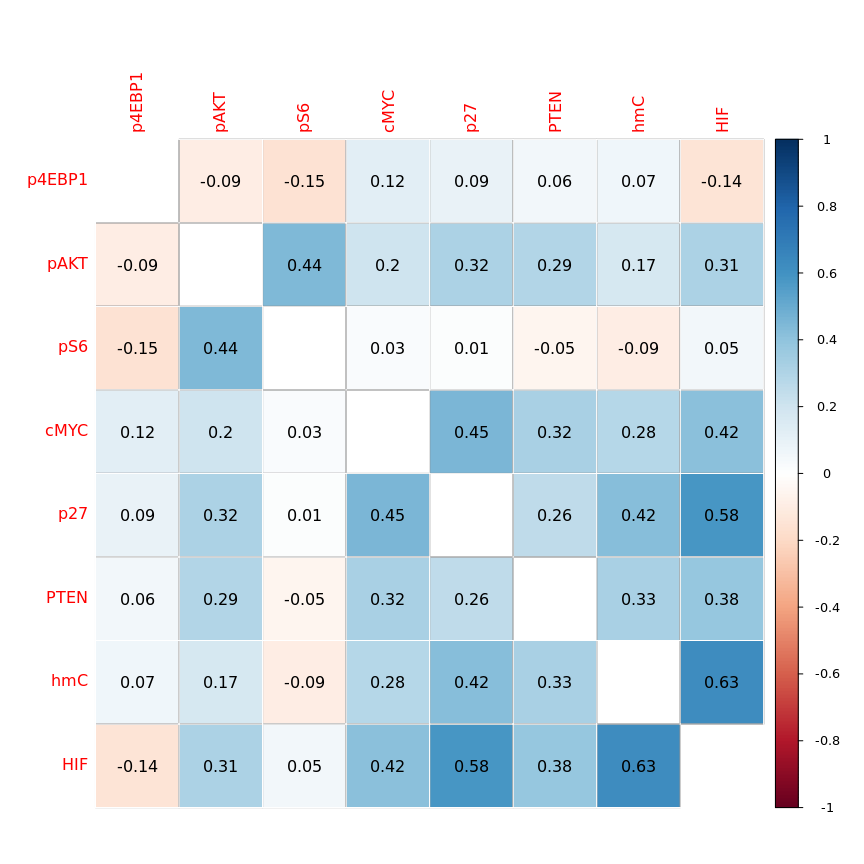 p4EBP1 pAKT pS6 cMYC p27 PTEN hmC HIF
p4EBP1 -0.09 -0.15 0.12 0.09 0.06 0.07 -0.14
pAKT -0.09 0.44 0.2 0.32 0.29 0.17 0.31
pS6 -0.15 0.44 0.03 0.01 -0.05 -0.09 0.05
cMYC 0.12 0.2 0.03 0.45 0.32 0.28 0.42
p27 0.09 0.32 0.01 0.45 0.26 0.42 0.58
PTEN 0.06 0.29 -0.05 0.32 0.26 0.33 0.38
hmC 0.07 0.17 -0.09 0.28 0.42 0.33 0.63
HIF -0.14 0.31 0.05 0.42 0.58 0.38 0.63
1
0.8
0.6
0.4
0.2
0
-0.2
-0.4
-0.6
-0.8
-1